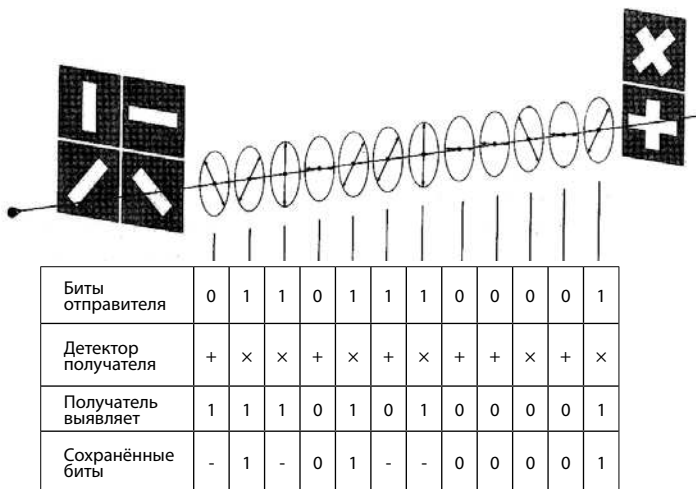 Биты
отправителя
0 1 1 0 1 1 1 0 0 0 0 1
Детектор
получателя
+ × × + × + × + + × + ×
Получатель
выявляет
1 1 1 0 1 0 1 0 0 0 0 1
Сохранённые
биты
- 1 - 0 1 - - 0 0 0 0 1